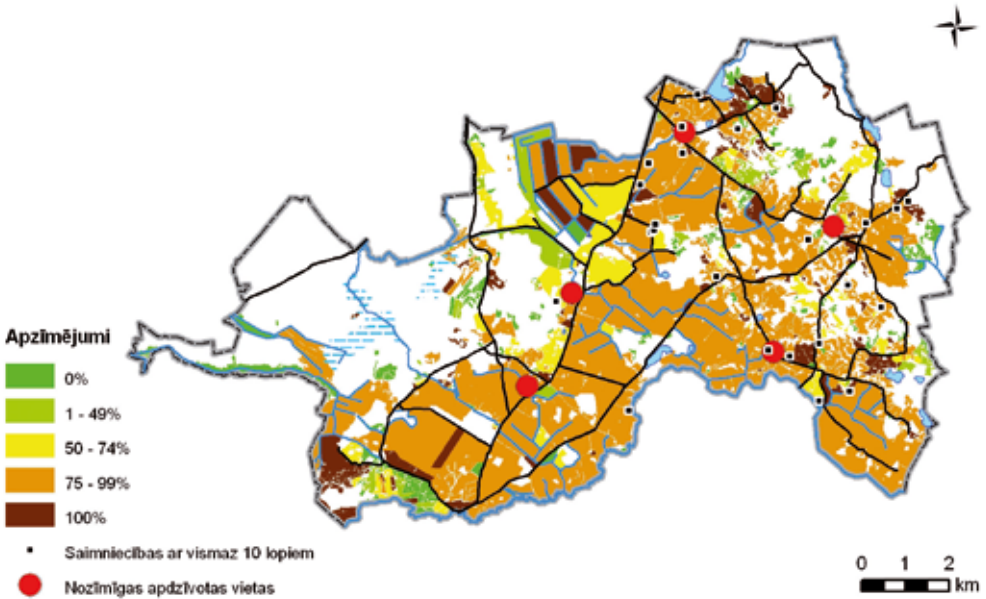 Apzīmējumi
0%
1 - 49%
50 - 74%
75 - 99%
100%
Saimniecības ar vismaz 10 lopiem
Nozīmīgas apdzīvotas vietas
0 1 2
km